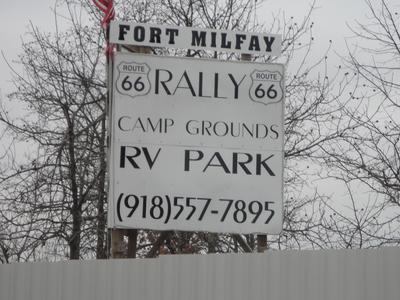 FORT MILFAY
ROUTE 66 RALLY ROUTE 66
CAMP GROUNDS
RV PARK
(918)557-7895